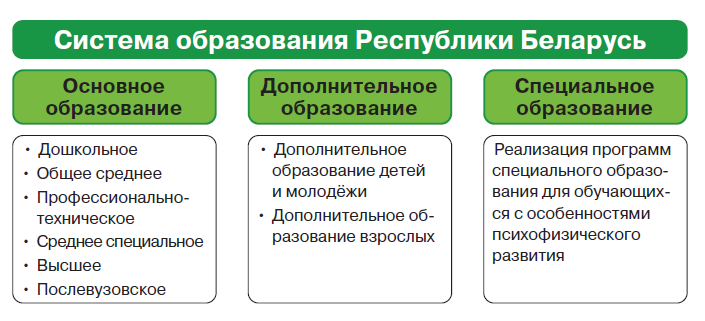 Система образования Республики Беларусь
Основное
образование
• Дошкольное
• Общее среднее
• Профессионально-
техническое
• Среднее специальное
• Высшее
• Послевузовское
Дополнительное
образование
• Дополнительное
образование детей
и молодёжи
• Дополнительное об-
разование взрослых
Специальное
образование
Реализация программ
специального образо-
вания для обучающих-
ся с особенностями
психофизического
развития